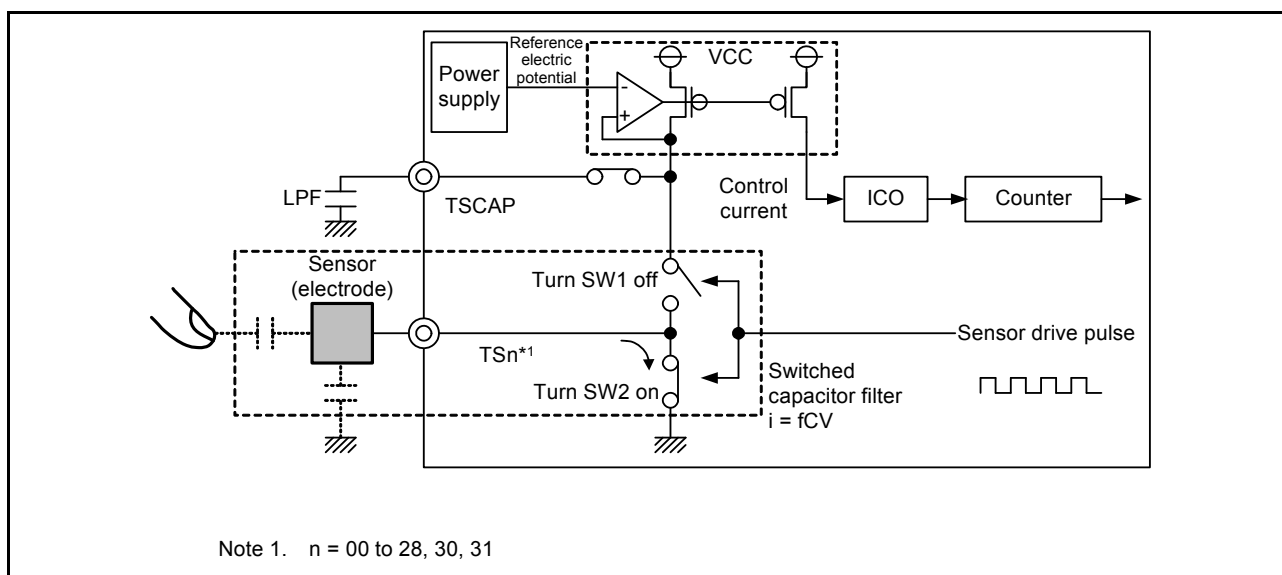 Power
supply
Reference
electric
potential
VCC
-
+
LPF
TSCAP
Control
current
ICO
Counter
Sensor
(electrode)
Turn SW1 off
Sensor drive pulse
TSn*1
Turn SW2 on
Switched
capacitor filter
i = fCV
Note 1. n = 00 to 28, 30, 31